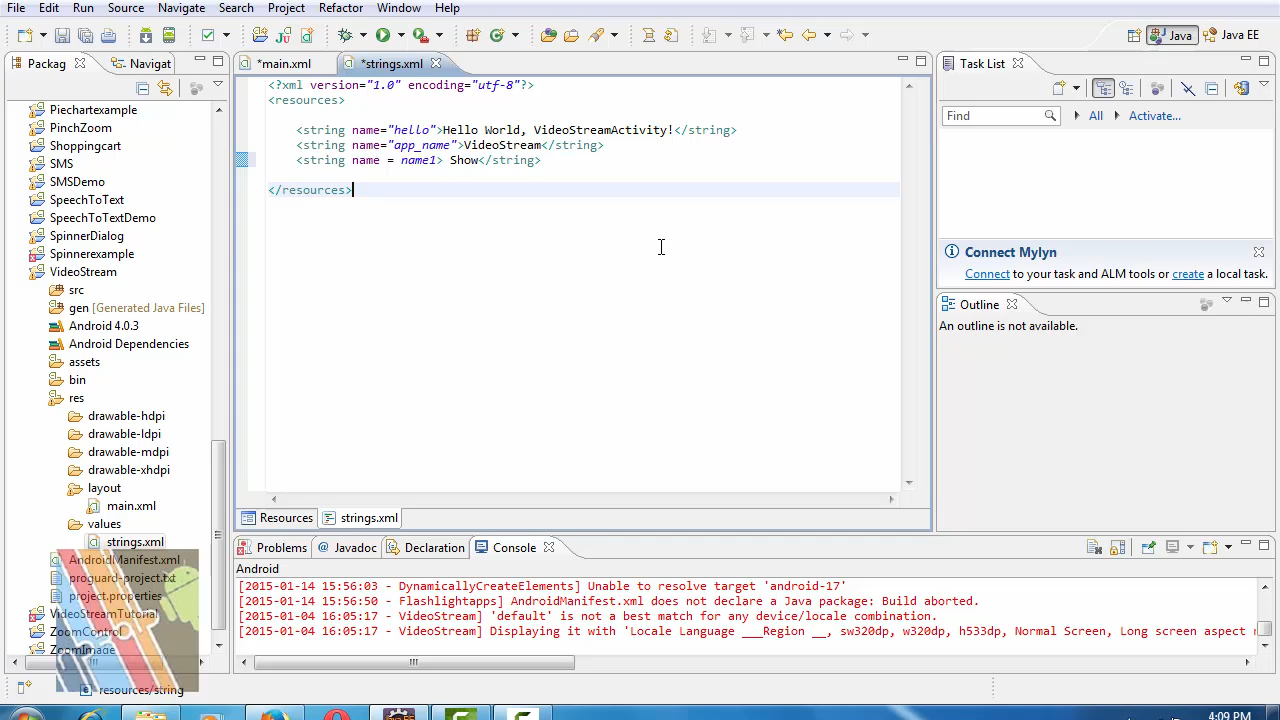 File Edit Run Source Navigate Search Project Refactor Window Help
Java Java EE
Packag Navigat
*main.xml *strings.xml
Task List
<?xml version="1.0" encoding="utf-8"?>
<resources>
<string name="hello">Hello World, VideoStreamActivity!</string>
<string name="app_name">VideoStream</string>
<string name = name1> Show</string>
</resources>
Find All Activate...
Connect Mylyn
Connect to your task and ALM tools or create a local task.
Outline
An outline is not available.
Piechartexample
PinchZoom
Shoppingcart
SMS
SMSDemo
SpeechToText
SpeechToTextDemo
SpinnerDialog
Spinnerexample
VideoStream
src
gen [Generated Java Files]
Android 4.0.3
Android Dependencies
assets
bin
res
drawable-hdpi
drawable-ldpi
drawable-mdpi
drawable-xhdpi
layout
main.xml
values
strings.xml
AndroidManifest.xml
proguard-project.txt
project.properties
VideoStreamTutorial
ZoomControl
ZoomImage
Resources strings.xml
Problems Javadoc Declaration Console
Android
[2015-01-14 15:56:03 - DynamicallyCreateElements] Unable to resolve target 'android-17'
[2015-01-14 15:56:50 - Flashlightapps] AndroidManifest.xml does not declare a Java package: Build aborted.
[2015-01-04 16:05:17 - VideoStream] 'default' is not a best match for any device/locale combination.
[2015-01-04 16:05:17 - VideoStream] Displaying it with 'Locale Language ___Region __, sw320dp, w320dp, h533dp, Normal Screen, Long screen aspect
resources/string
4:09 PM